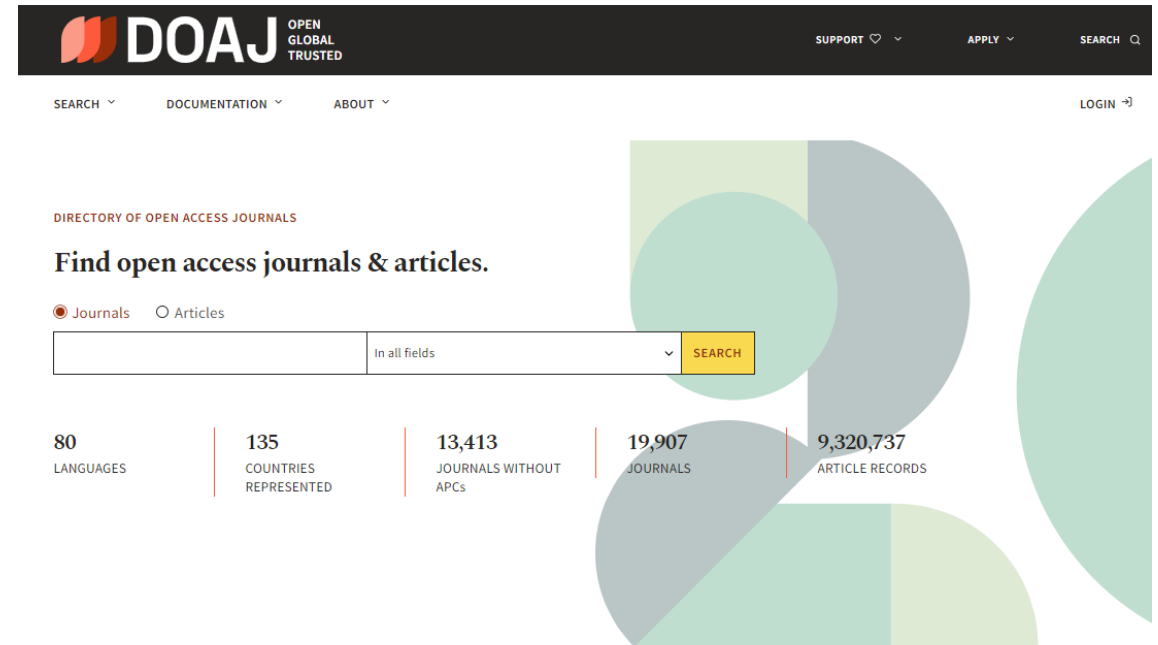 DOAJ
OPEN
GLOBAL
TRUSTED
SUPPORT
APPLY
SEARCH
SEARCH
DOCUMENTATION
ABOUT
LOGIN
DIRECTORY OF OPEN ACCESS JOURNALS
Find open access journals & articles.
Journals
Articles
In all fields
SEARCH
80
LANGUAGES
135
COUNTRIES
REPRESENTED
13,413
JOURNALS WITHOUT
APCs
19,907
JOURNALS
9,320,737
ARTICLE RECORDS